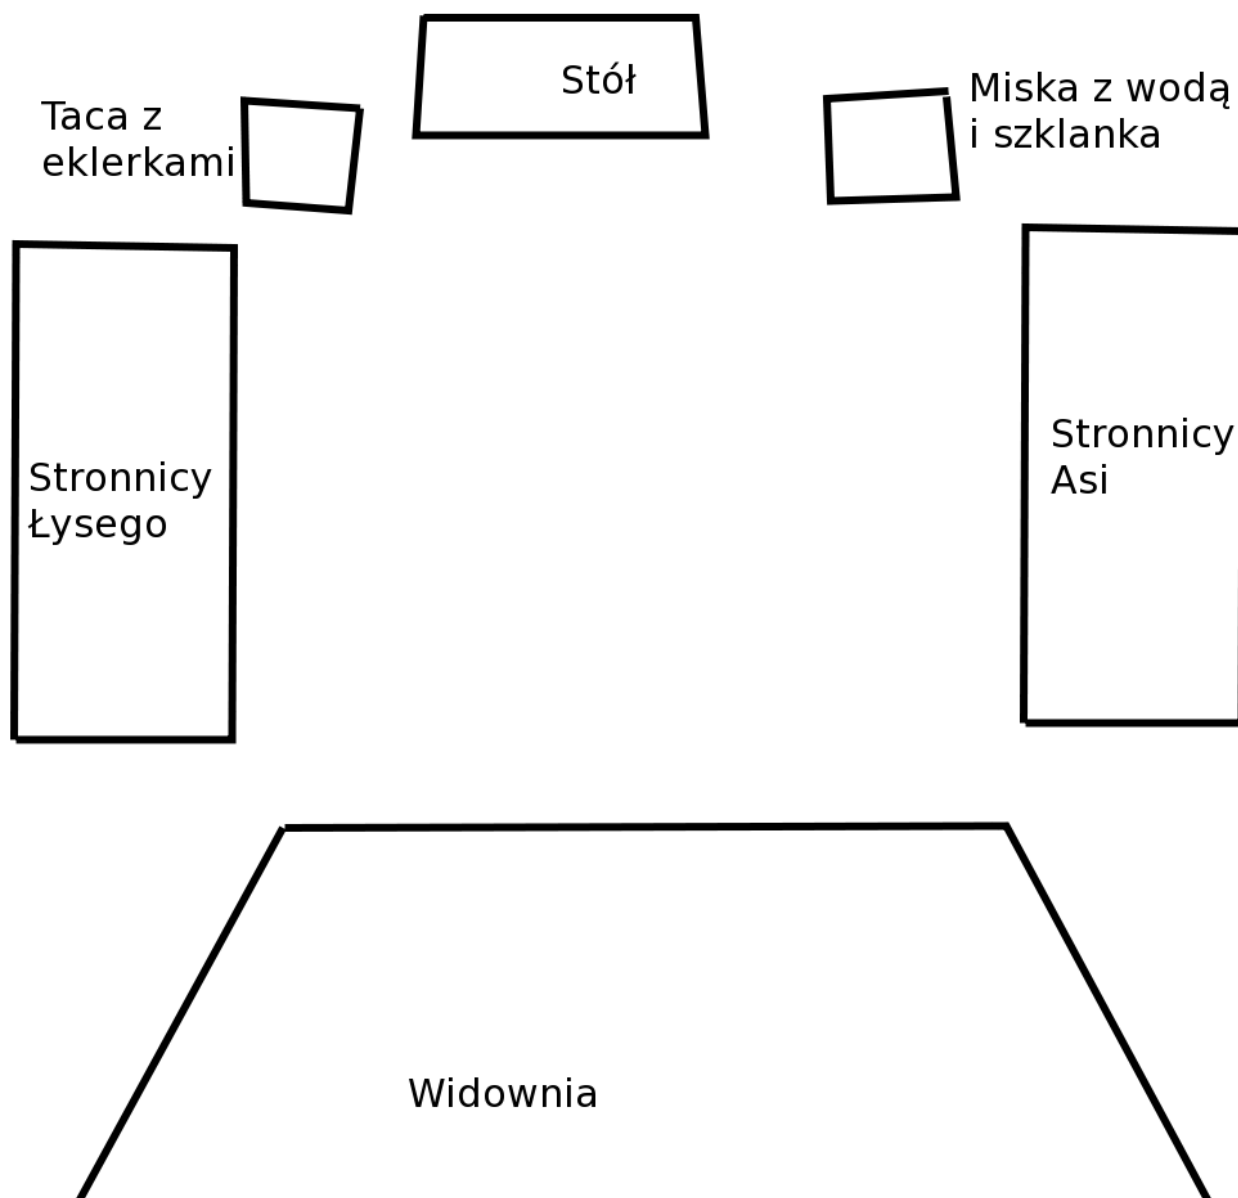 Stół
Taca z
eklerkami
Miska z wodą
i szklanka
Stronnicy
Łysego
Stronnicy
Asi
Widownia